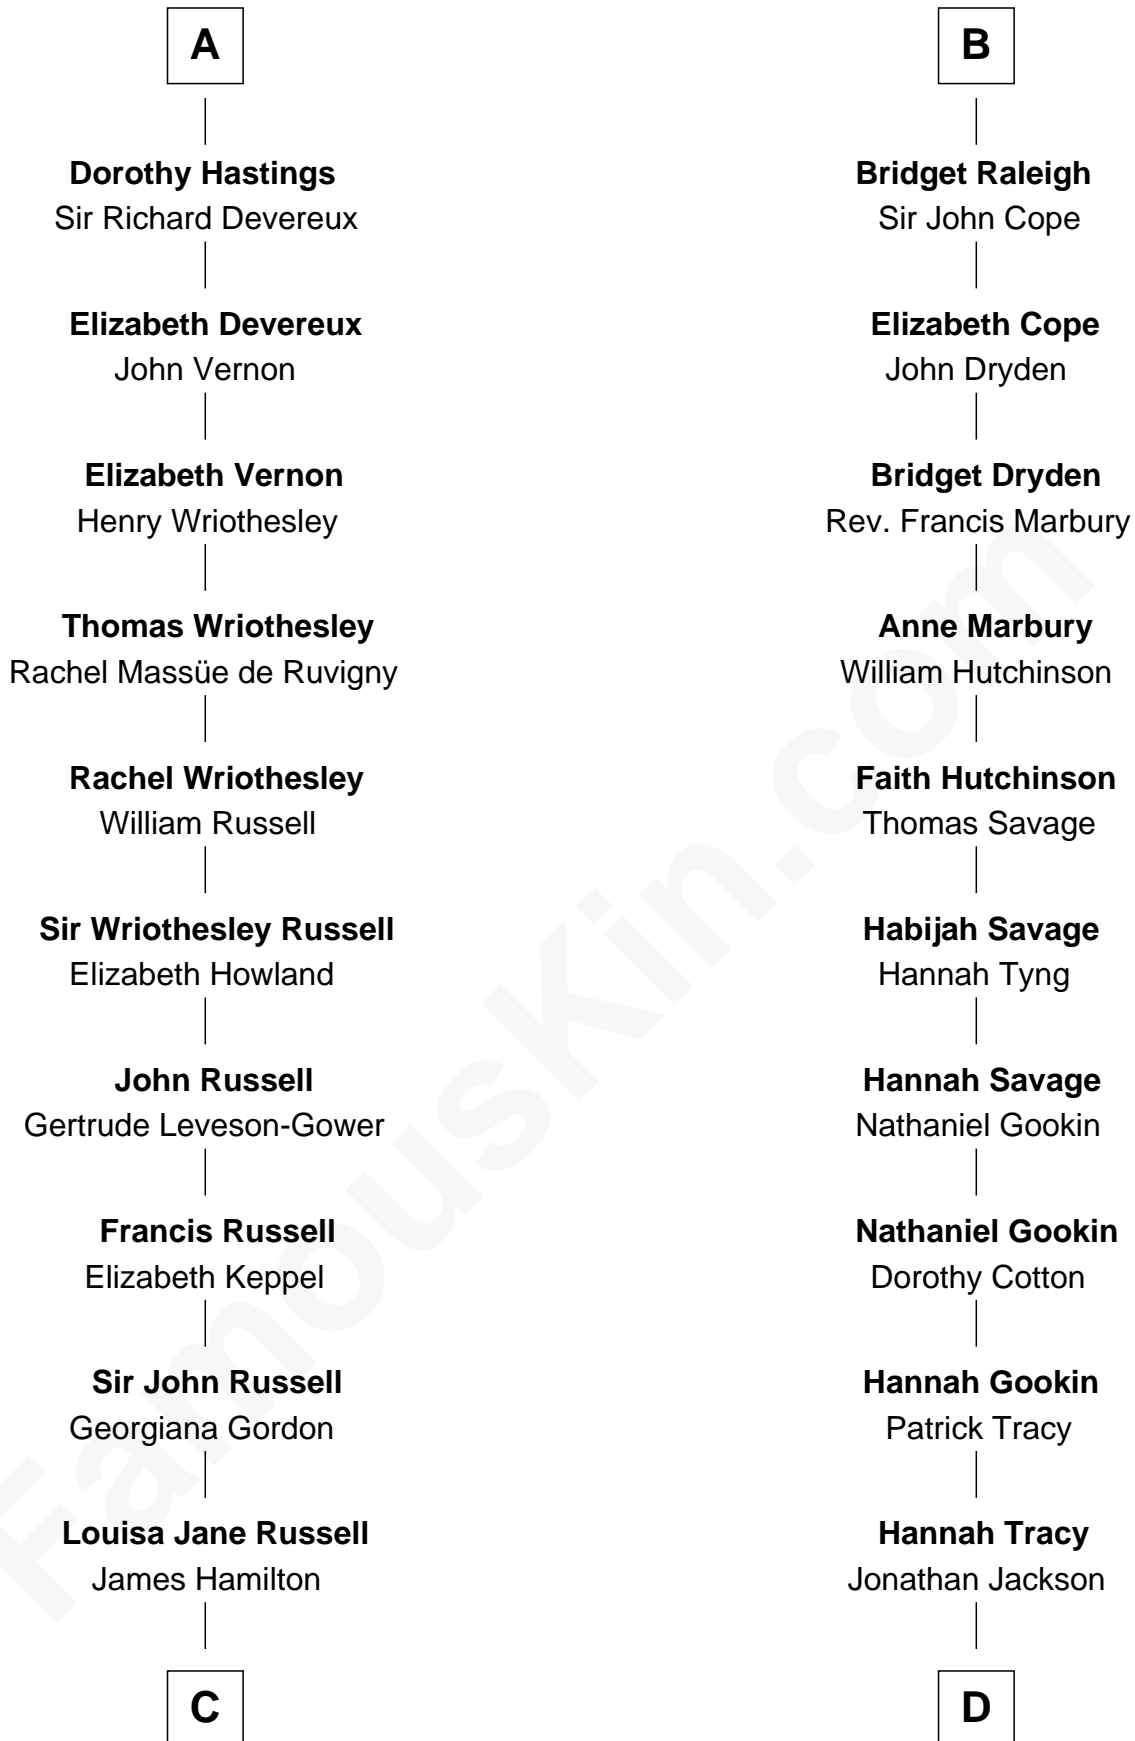 A
Dorothy Hastings
Sir Richard Devereux
Elizabeth Devereux
John Vernon
Elizabeth Vernon
Henry Wriothesley
Thomas Wriothesley
Rachel Massüe de Ruvigny
Rachel Wriothesley
William Russell
Sir Wriothesley Russell
Elizabeth Howland
John Russell
Gertrude Leveson-Gower
Francis Russell
Elizabeth Keppel
Sir John Russell
Georgiana Gordon
Louisa Jane Russell
James Hamilton
C
B
Bridget Raleigh
Sir John Cope
Elizabeth Cope
John Dryden
Bridget Dryden
Rev. Francis Marbury
Anne Marbury
William Hutchinson
Faith Hutchinson
Thomas Savage
Habijah Savage
Hannah Tyng
Hannah Savage
Nathaniel Gookin
Nathaniel Gookin
Dorothy Cotton
Hannah Gookin
Patrick Tracy
Hannah Tracy
Jonathan Jackson
D
FamousKin.com